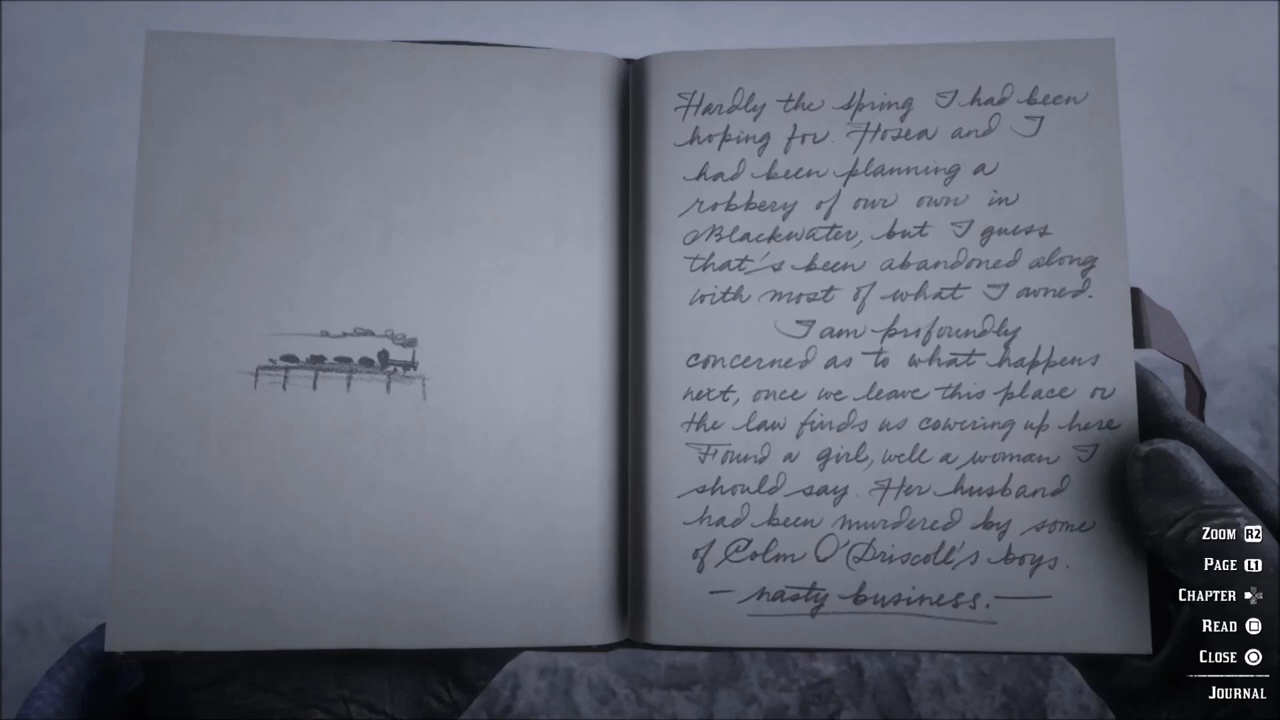 Hardly the spring I had been
hoping for. Hosea and I
had been planning a
robbery of our own in
Blackwater, but I guess
that's been abandoned along
with most of what I owned.
I am profoundly
concerned as to what happens
next, once we leave this place or
the law finds us cowering up here
Found a girl, well a woman I
should say. Her husband
had been murdered by some
of Colm O'Driscoll's boys.
— nasty business. —
ZOOM R2
PAGE L1
CHAPTER
READ
CLOSE
JOURNAL